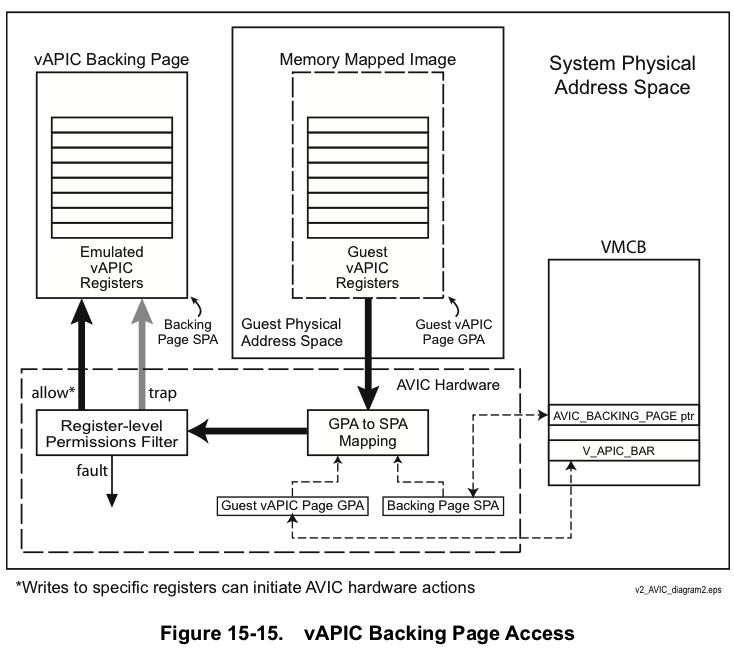 vAPIC Backing Page
Memory Mapped Image
System Physical
Address Space
Emulated
vAPIC
Registers
Guest
vAPIC
Registers
VMCB
Backing
Page SPA
Guest Physical
Address Space
Guest vAPIC
Page GPA
allow*
trap
AVIC Hardware
Register-level
Permissions Filter
GPA to SPA
Mapping
AVIC_BACKING_PAGE ptr
V_APIC_BAR
fault
Guest vAPIC Page GPA
Backing Page SPA
*Writes to specific registers can initiate AVIC hardware actions
v2_AVIC_diagram2.eps
Figure 15-15. vAPIC Backing Page Access